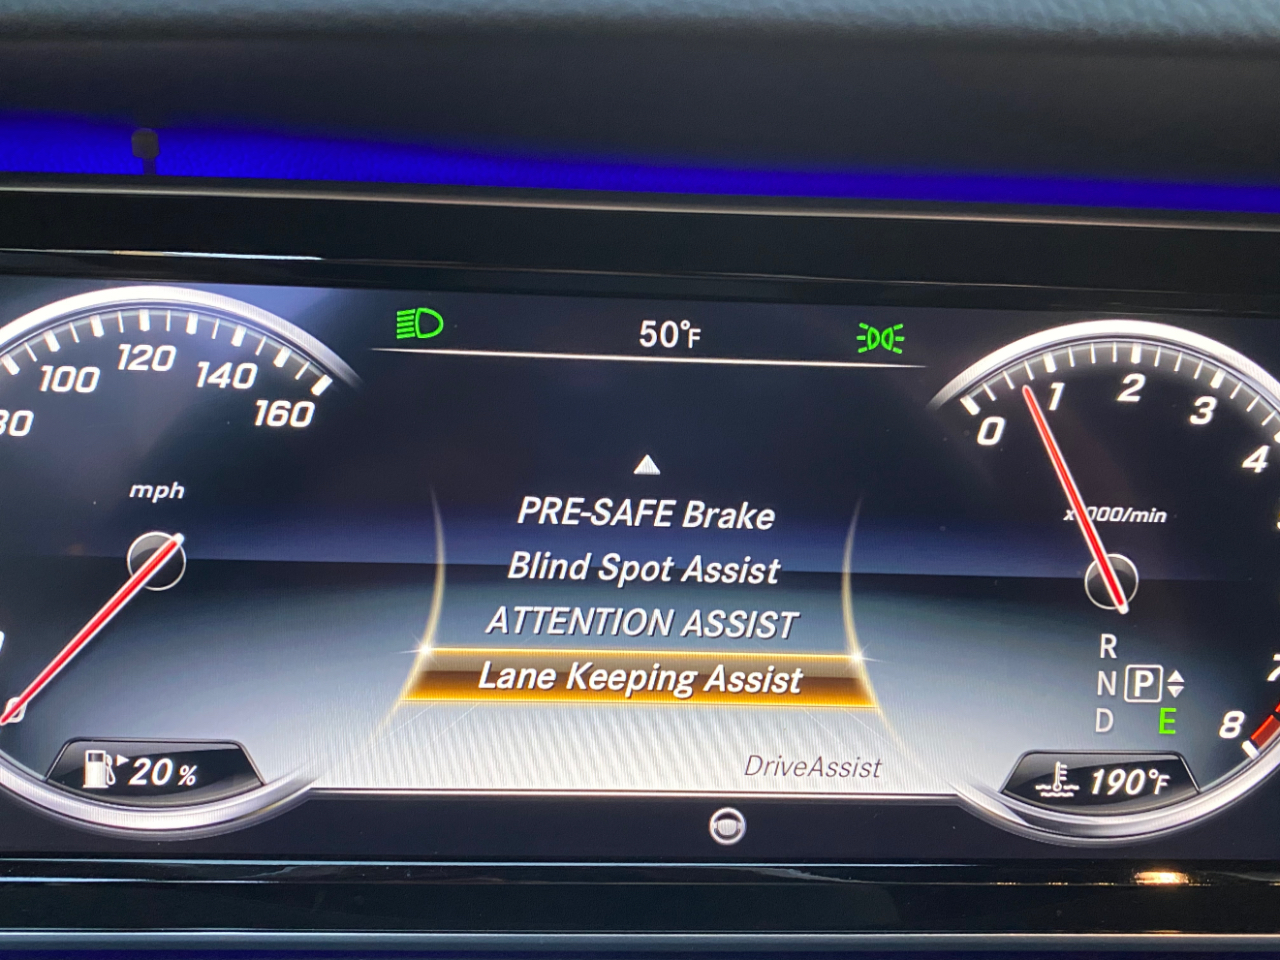 50°F
100
120
140
160
mph
20 %
PRE-SAFE Brake
Blind Spot Assist
ATTENTION ASSIST
Lane Keeping Assist
DriveAssist
0
1
2
3
4
8
R
N P
D E
190°F